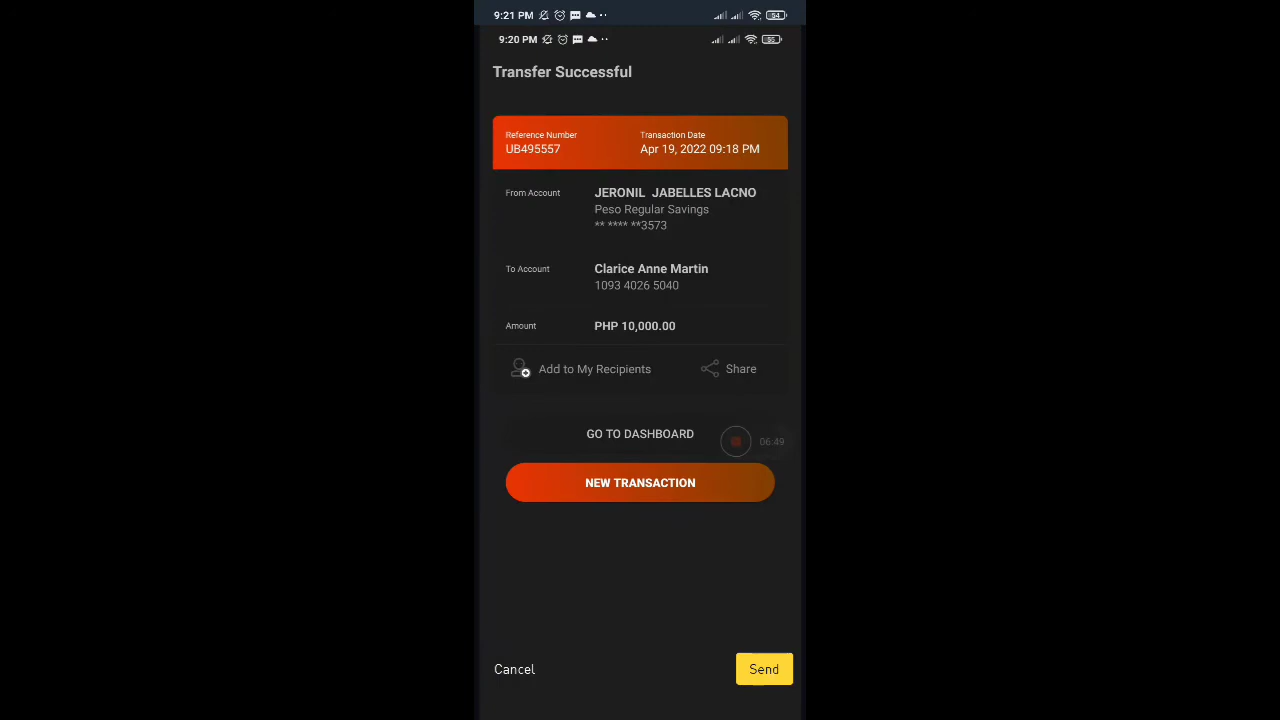 9:21 PM
54
9:20 PM
55
Transfer Successful
Reference Number Transaction Date
UB495557 Apr 19, 2022 09:18 PM
From Account JERONIL JABELLES LACNO
Peso Regular Savings
** **** **3573
To Account Clarice Anne Martin
1093 4026 5040
Amount PHP 10,000.00
Add to My Recipients Share
GO TO DASHBOARD
06:49
NEW TRANSACTION
Cancel Send